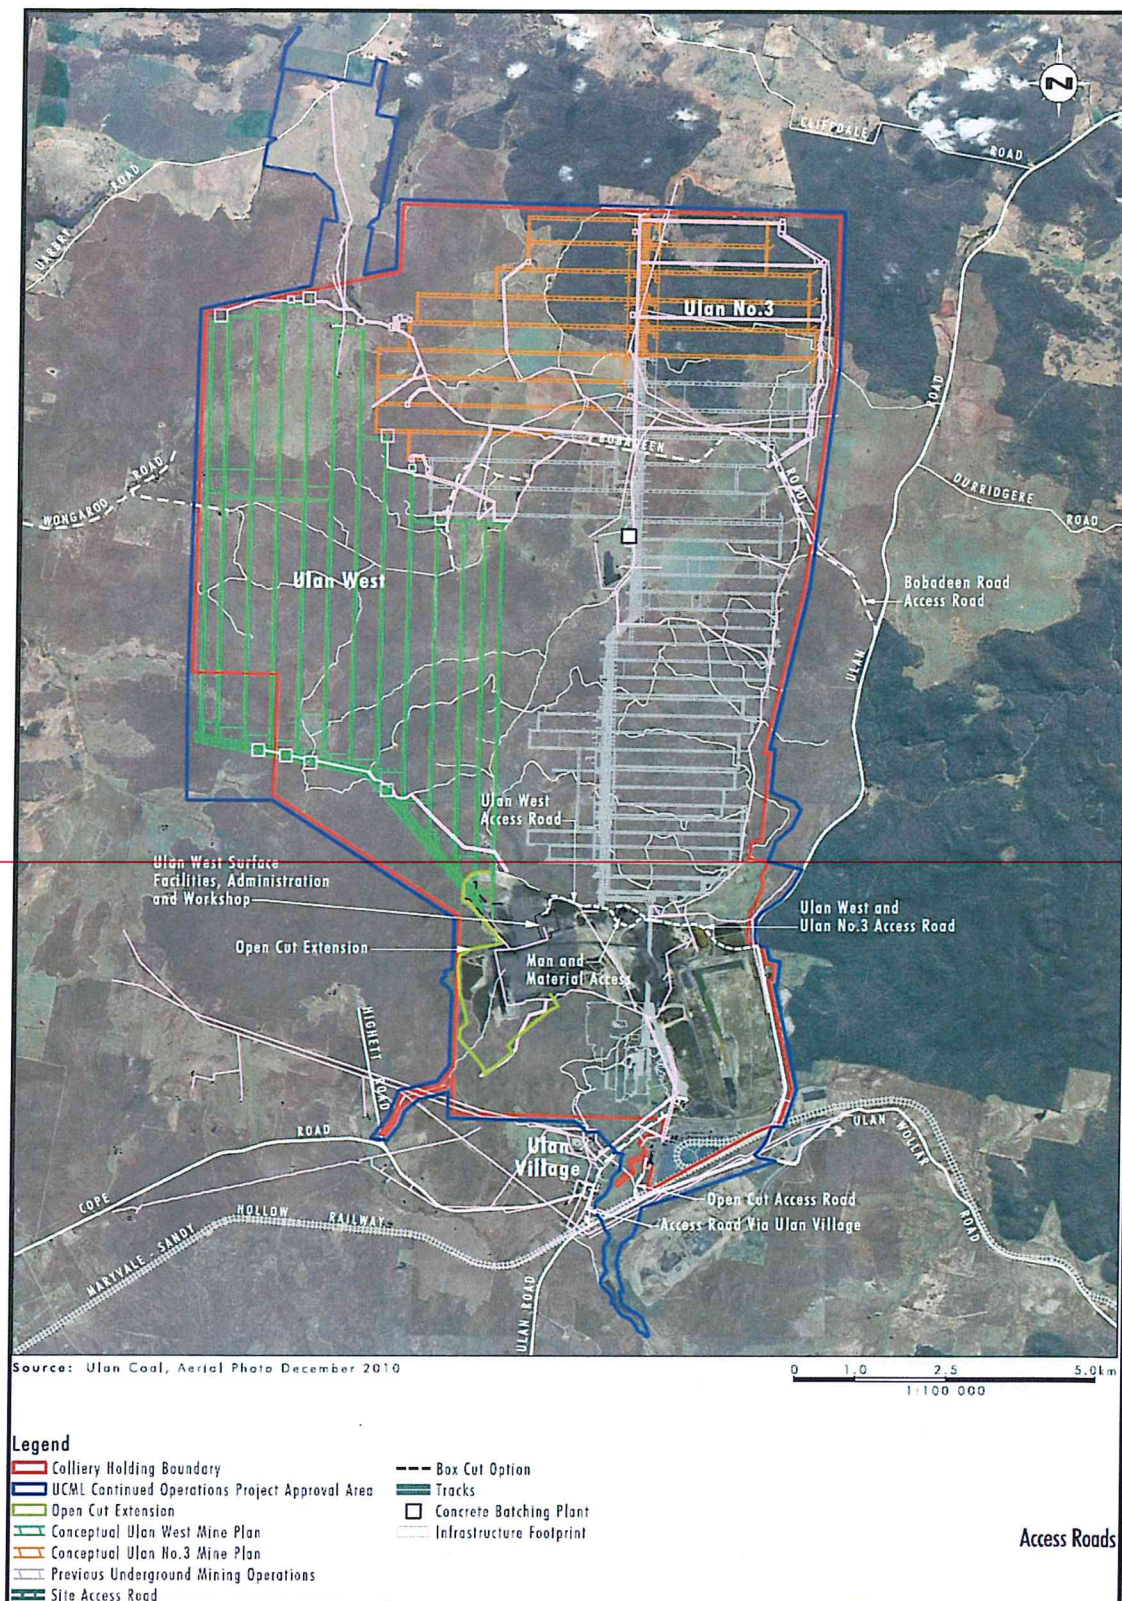 N
CLIFFDALE ROAD
UARBRY ROAD
Ulan No.3
ROAD
BOBADEEN ROAD
WONGAROO ROAD
DURRIDGERE ROAD
Ulan West
Bobadeen Road
Access Road
ULAN
Ulan West
Access Road
Ulan West Surface
Facilities, Administration
and Workshop
Ulan West and
Ulan No.3 Access Road
Open Cut Extension
Man and
Material Access
HIGHETT ROAD
COPE ROAD
Ulan
Village
ULAN WOLLAR ROAD
Open Cut Access Road
Access Road Via Ulan Village
MARYVALE - SANDY HOLLOW RAILWAY
ULAN ROAD
Source: Ulan Coal, Aerial Photo December 2010
0 1.0 2.5 5.0km
1:100 000
Legend
Colliery Holding Boundary
UCML Continued Operations Project Approval Area
Open Cut Extension
Conceptual Ulan West Mine Plan
Conceptual Ulan No.3 Mine Plan
Previous Underground Mining Operations
Site Access Road
Box Cut Option
Tracks
Concrete Batching Plant
Infrastructure Footprint
Access Roads